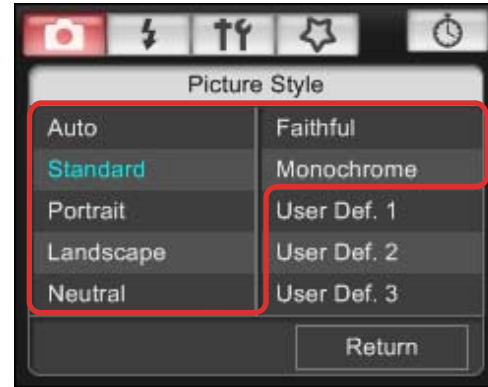 Picture Style
Auto
Standard
Portrait
Landscape
Neutral
Faithful
Monochrome
User Def. 1
User Def. 2
User Def. 3
Return